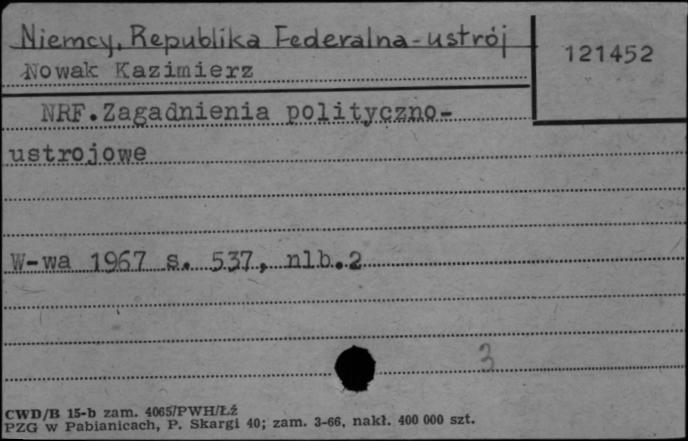 Niemcy, Republika Federalna-ustrój
121452
Nowak Kazimierz
NRF.Zagadnienia polityczno-
ustrojowe
W-wa 1967 s. 537, nlb.2
3
CWD/B 15-b zam. 4065/PWH/Łź
PZG w Pabianicach, P. Skargi 40; zam. 3-66, nakł. 400 000 szt.